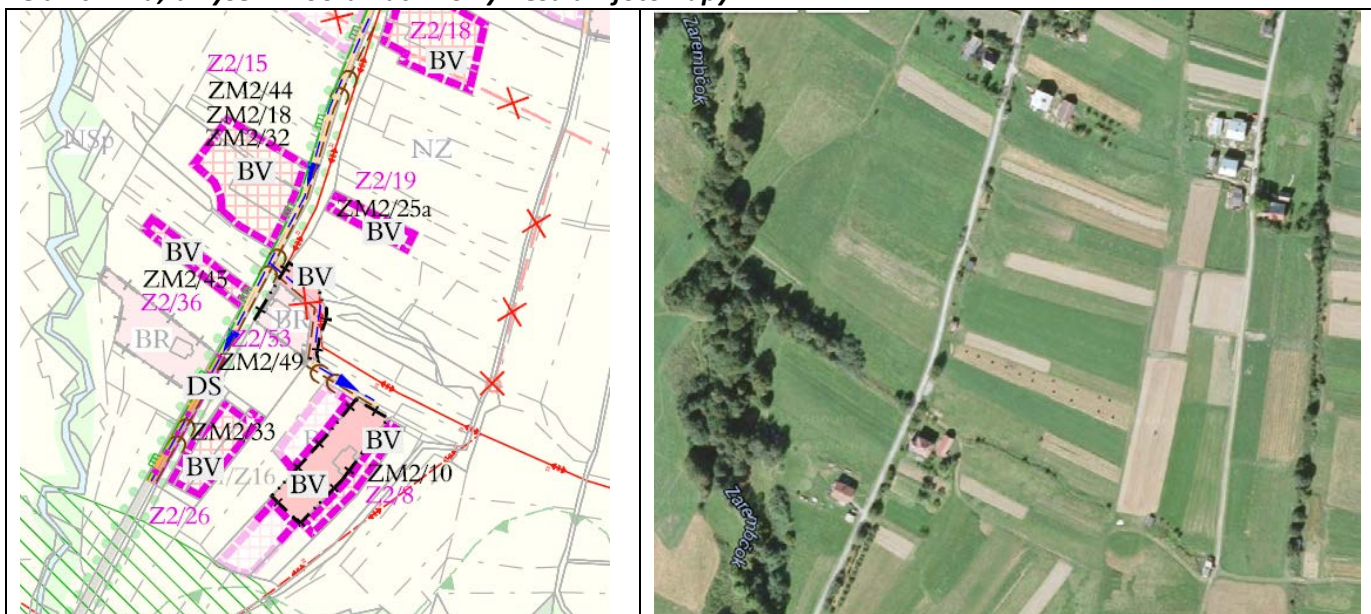 Z2/18
BV
Z2/15
ZM2/44
ZM2/18
ZM2/32
BV
NSp
NZ
Z2/19
ZM2/25a
BV
BV
ZM2/45
Z2/36
BV
BR
BR
Z2/53
ZM2/49
DS
ZM2/33
BV
Z16
BV
BV
ZM2/10
Z2/8
Z2/26
Zarembčok
Zarembčok